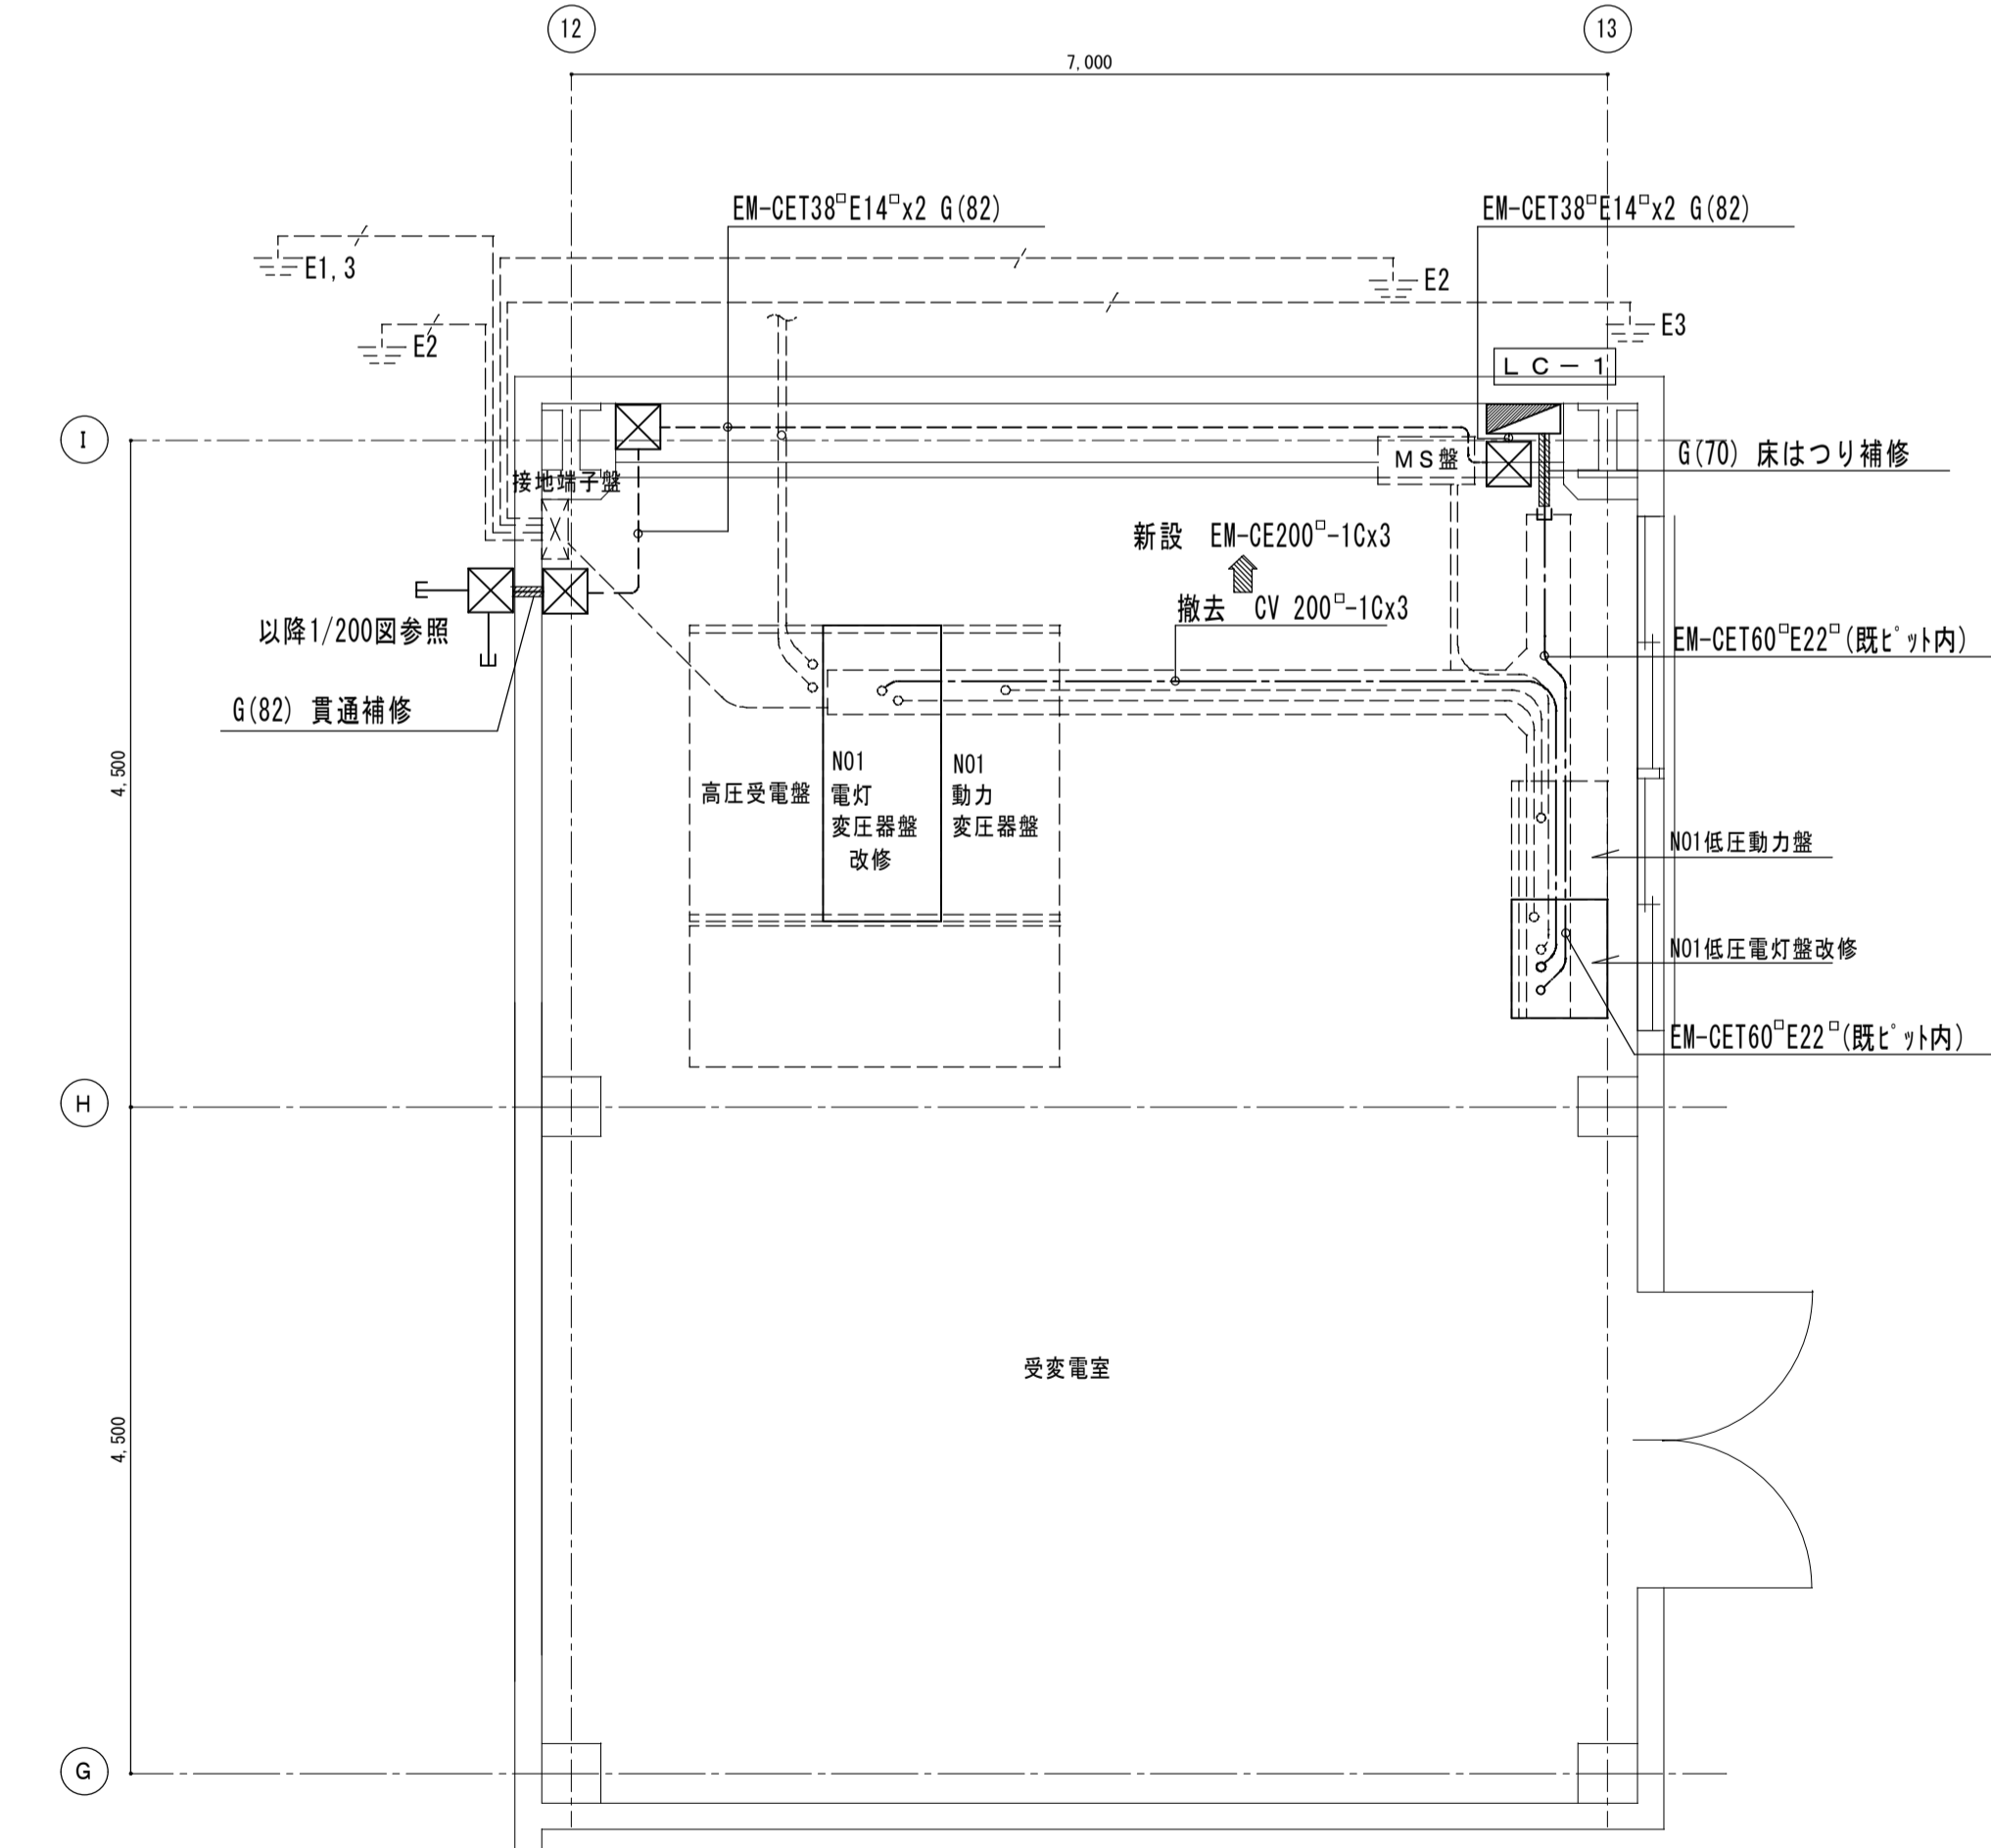 12
13
7,000
EM-CET38□E14□x2 G(82)
EM-CET38□E14□x2 G(82)
E1,3
E2
E2
E3
LC-1
I
MS盤
G(70) 床はつり補修
接地端子盤
新設 EM-CE200□-1Cx3
撤去 CV 200□-1Cx3
以降1/200図参照
EM-CET60□E22□(既ﾋﾟｯﾄ内)
G(82) 貫通補修
4,500
高圧受電盤
NO1
電灯
変圧器盤
改修
NO1
動力
変圧器盤
NO1低圧動力盤
NO1低圧電灯盤改修
EM-CET60□E22□(既ﾋﾟｯﾄ内)
H
受変電室
4,500
G